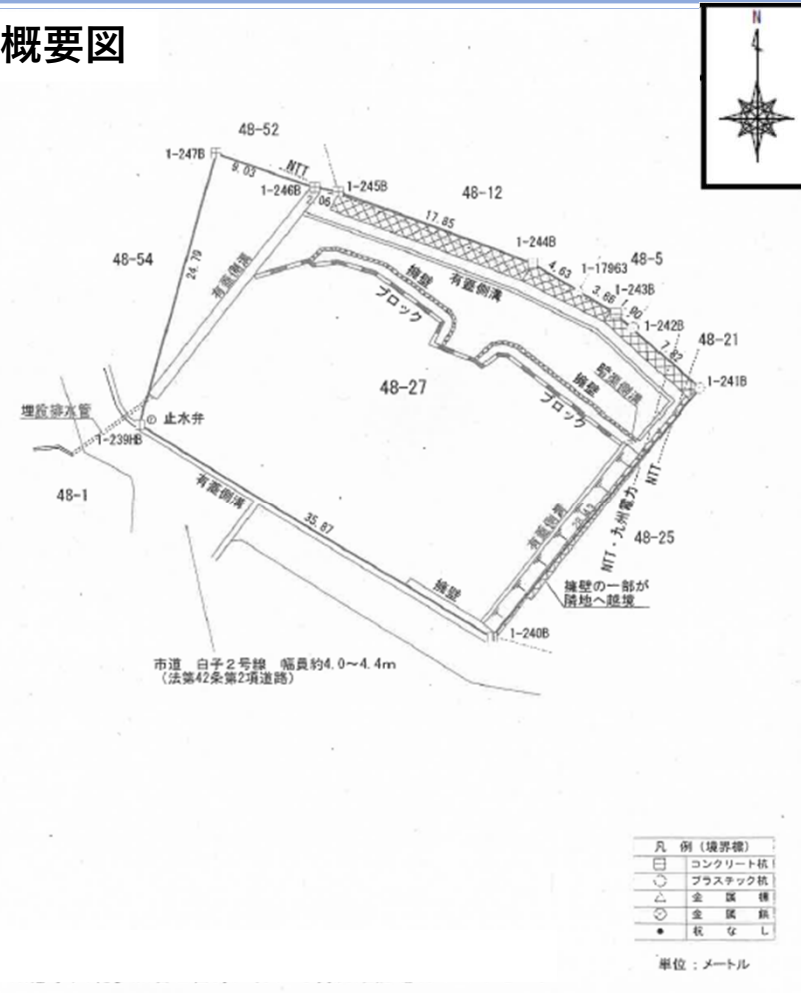 概要図
N
48-52
1-247B
9.03
NTT
1-246B
2.06
1-245B
48-12
17.85
1-244B
48-5
4.63
1-17963
3.66
1-243B
1.90
1-242B
48-21
7.82
1-241B
48-54
24.79
有蓋側溝
擁壁
有蓋側溝
ブロック
48-27
擁壁
ブロック
埋設排水管
止水弁
1-239HB
48-1
有蓋側溝
35.87
擁壁
有蓋側溝
NTT・九州電力
NTT
48-25
擁壁の一部が
隣地へ越境
1-240B
市道 白子2号線 幅員約4.0~4.4m
(法第42条第2項道路)
凡 例(境界標)
コンクリート杭
プラスチック杭
金 属 標
金 属 鋲
杭 な し
単位:メートル